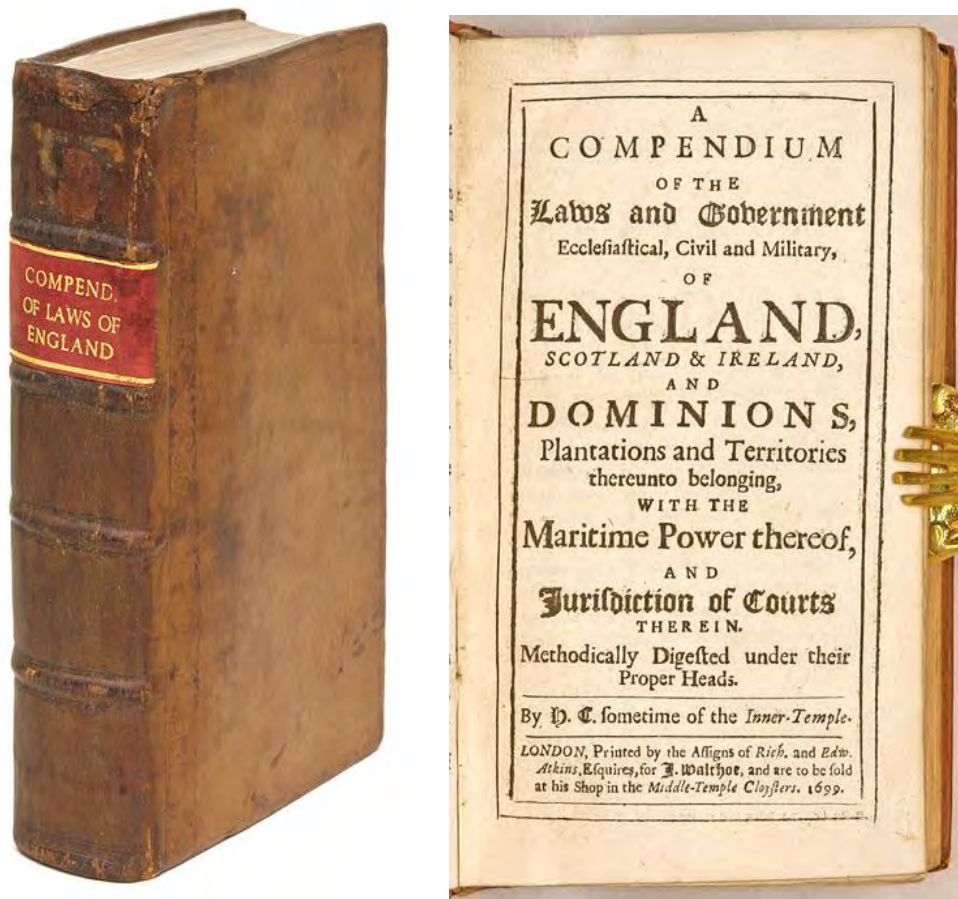 COMPEND.
OF LAWS OF
ENGLAND
A
COMPENDIUM
OF THE
Laws and Government
Eccleſiaſtical, Civil and Military,
OF
ENGLAND,
SCOTLAND & IRELAND,
AND
DOMINIONS,
Plantations and Territories
thereunto belonging,
WITH THE
Maritime Power thereof,
AND
Juriſdiction of Courts
THEREIN.
Methodically Digeſted under their
Proper Heads.
By H. C. ſometime of the Inner-Temple.
LONDON, Printed by the Aſſigns of Rich. and Edw.
Atkins, Eſquires, for J. Walthoe, and are to be ſold
at his Shop in the Middle-Temple Cloyſters. 1699.